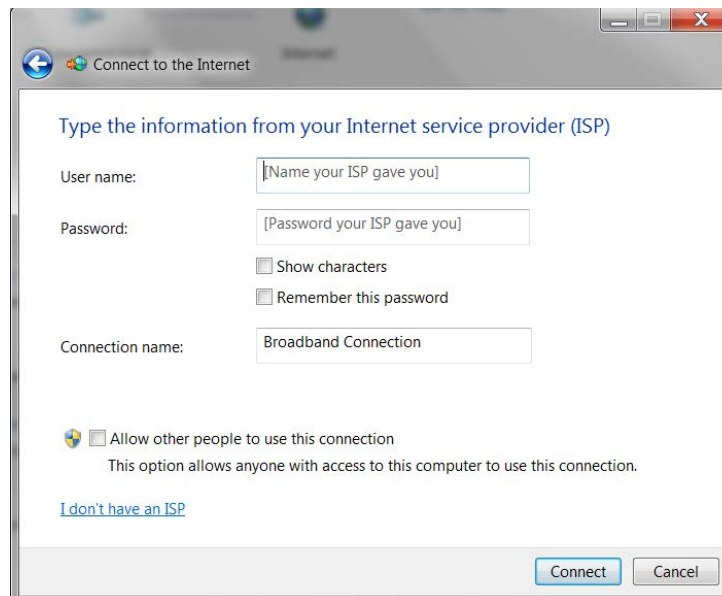 Internet
Connect to the Internet
Type the information from your Internet service provider (ISP)
User name:
[Name your ISP gave you]
Password:
[Password your ISP gave you]
Show characters
Remember this password
Connection name:
Broadband Connection
Allow other people to use this connection
This option allows anyone with access to this computer to use this connection.
I don't have an ISP
Connect
Cancel